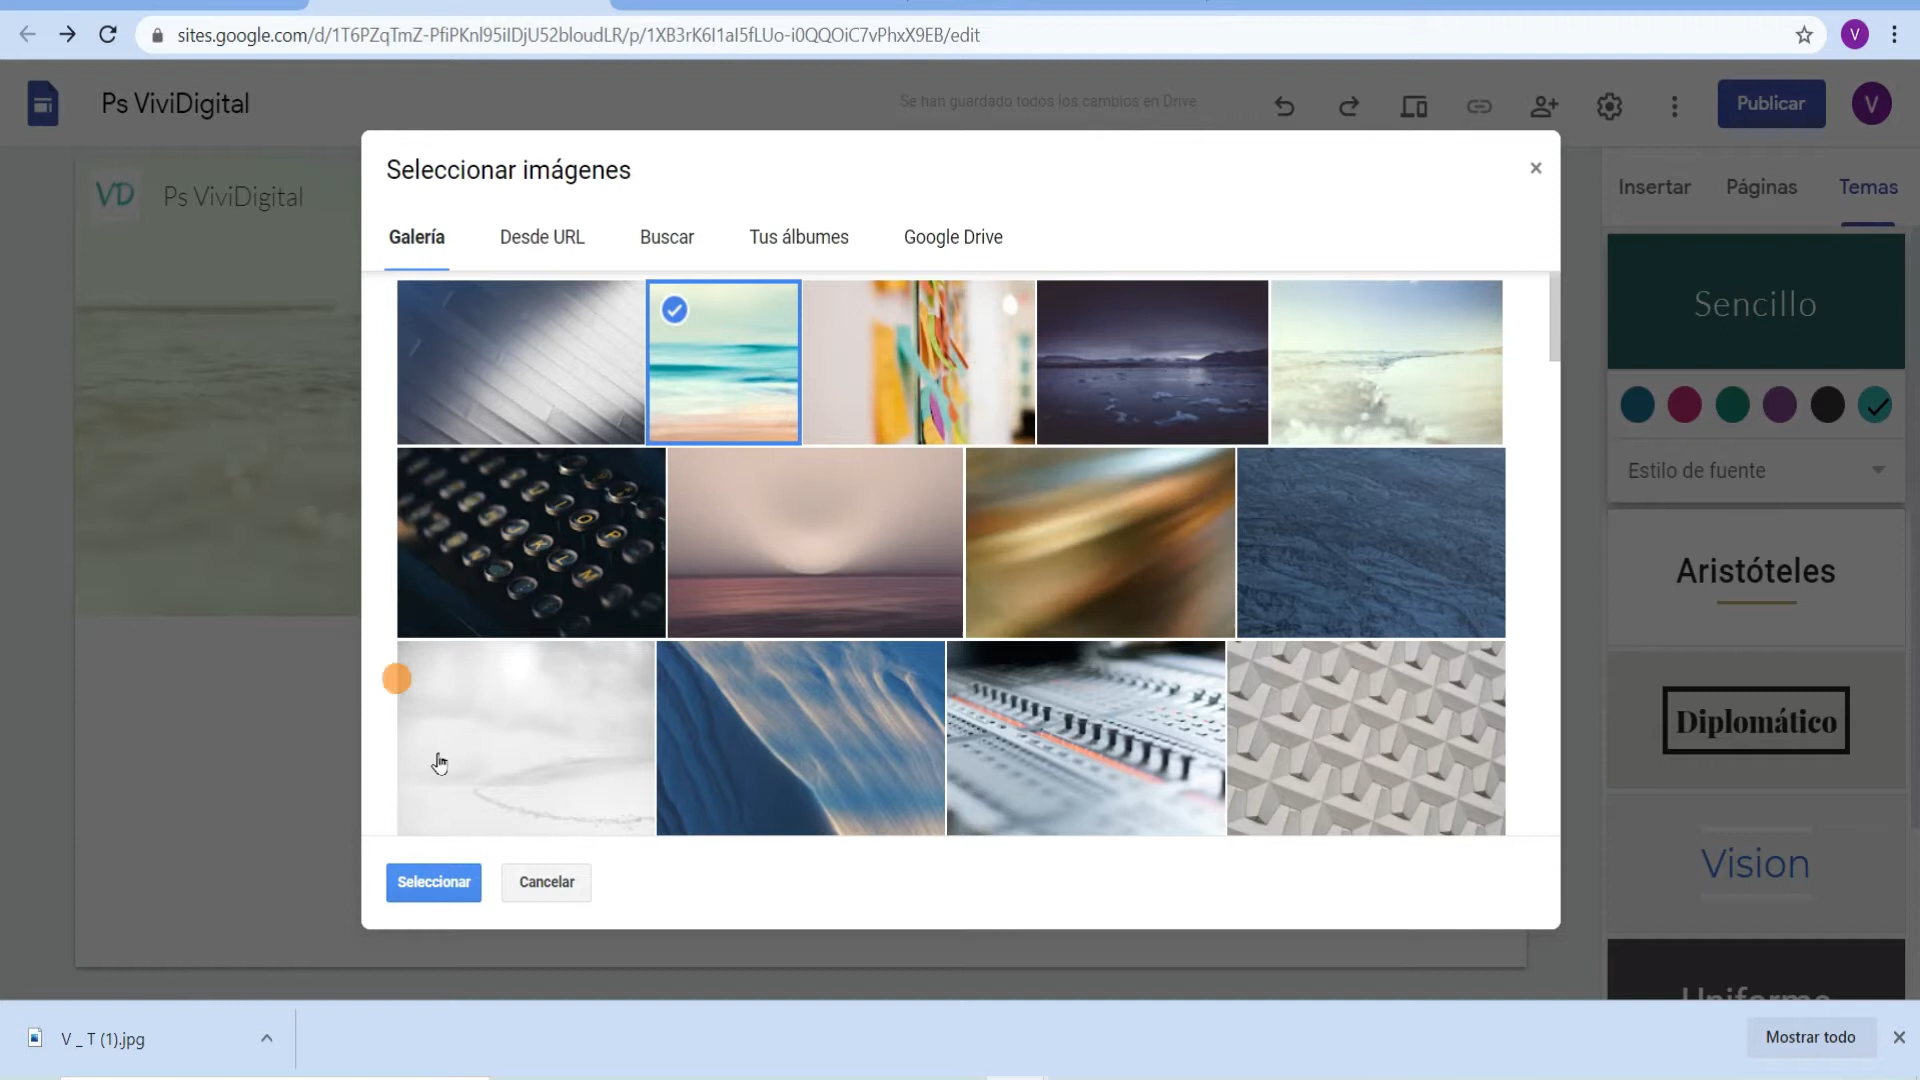 sites.google.com/d/1T6PZqTmZ-PfiPKnl95iIDjU52bloudLR/p/1XB3rK6I1aI5fLUo-i0QQOiC7vPhxX9EB/edit
V
Ps ViviDigital
Se han guardado todos los cambios en Drive
Publicar
V
VD
Ps ViviDigital
Seleccionar imágenes
×
Galería
Desde URL
Buscar
Tus álbumes
Google Drive
Insertar
Páginas
Temas
Sencillo
Estilo de fuente
Aristóteles
Diplomático
Vision
Uniforme
I O P
K L M
Seleccionar
Cancelar
V _ T (1).jpg
Mostrar todo